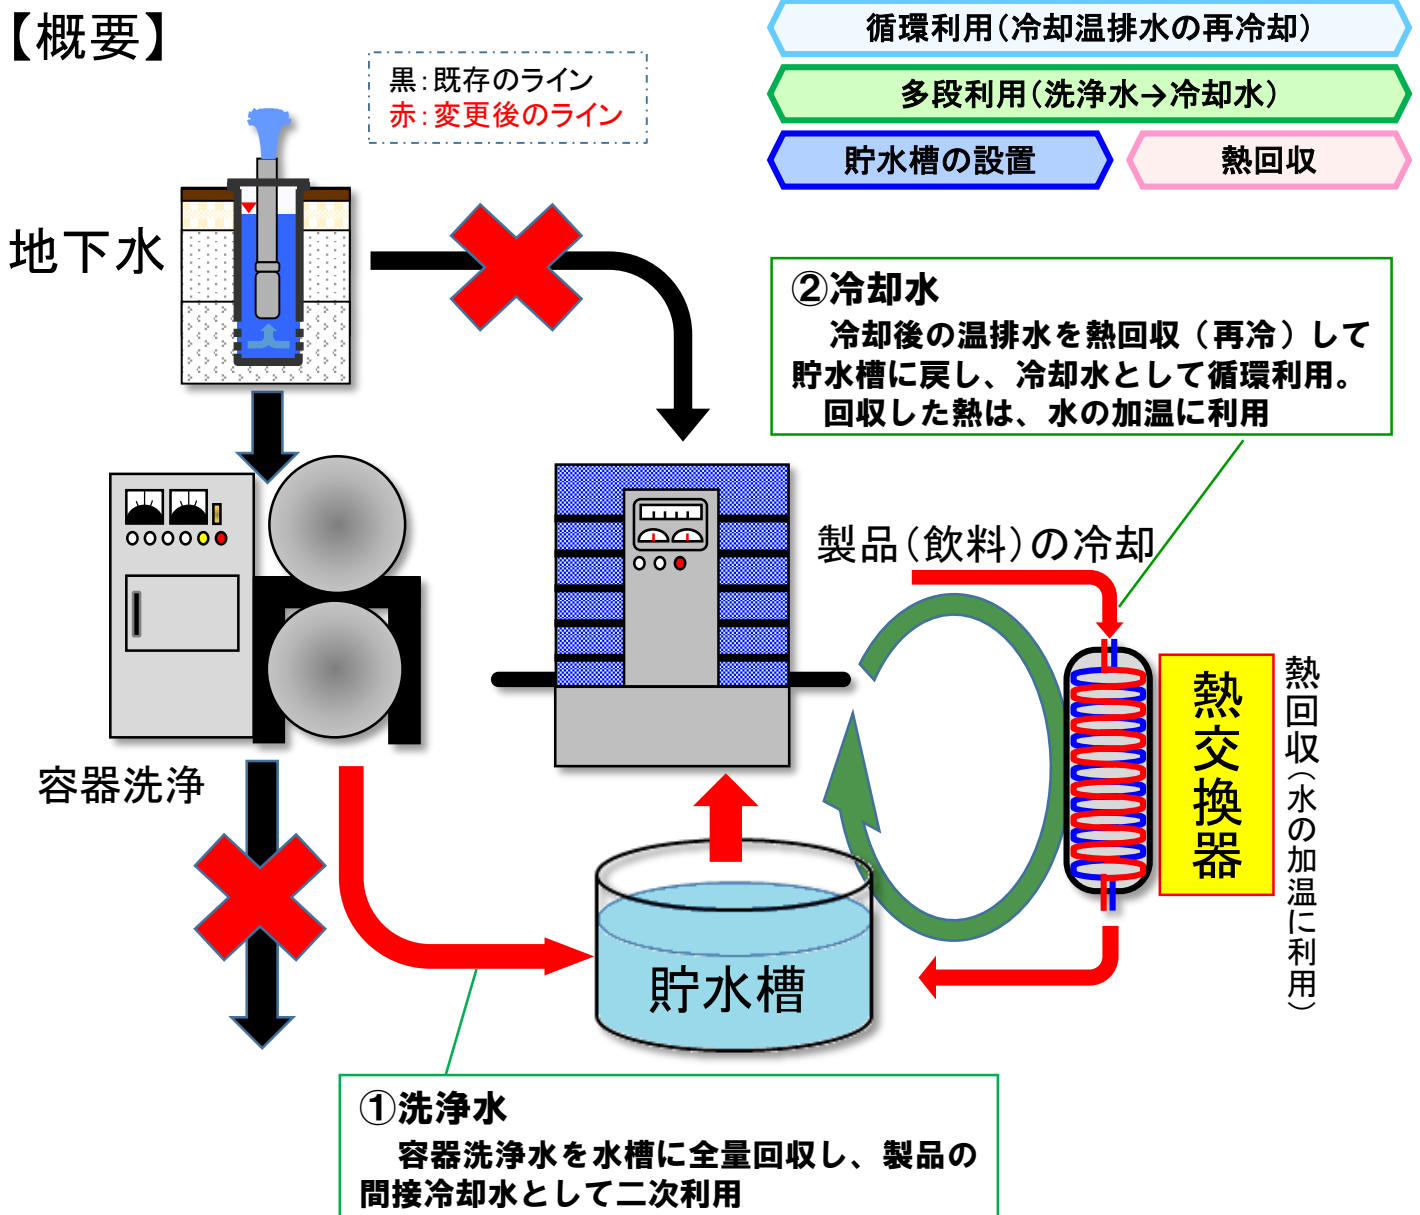 【概要】
黒：既存のライン
赤：変更後のライン
循環利用（冷却温排水の再冷却）
多段利用（洗浄水→冷却水）
貯水槽の設置
熱回収
地下水
②冷却水
冷却後の温排水を熱回収（再冷）して
貯水槽に戻し、冷却水として循環利用。
回収した熱は、水の加温に利用
製品（飲料）の冷却
熱交換器
熱回収（水の加温に利用）
容器洗浄
貯水槽
①洗浄水
容器洗浄水を水槽に全量回収し、製品の
間接冷却水として二次利用